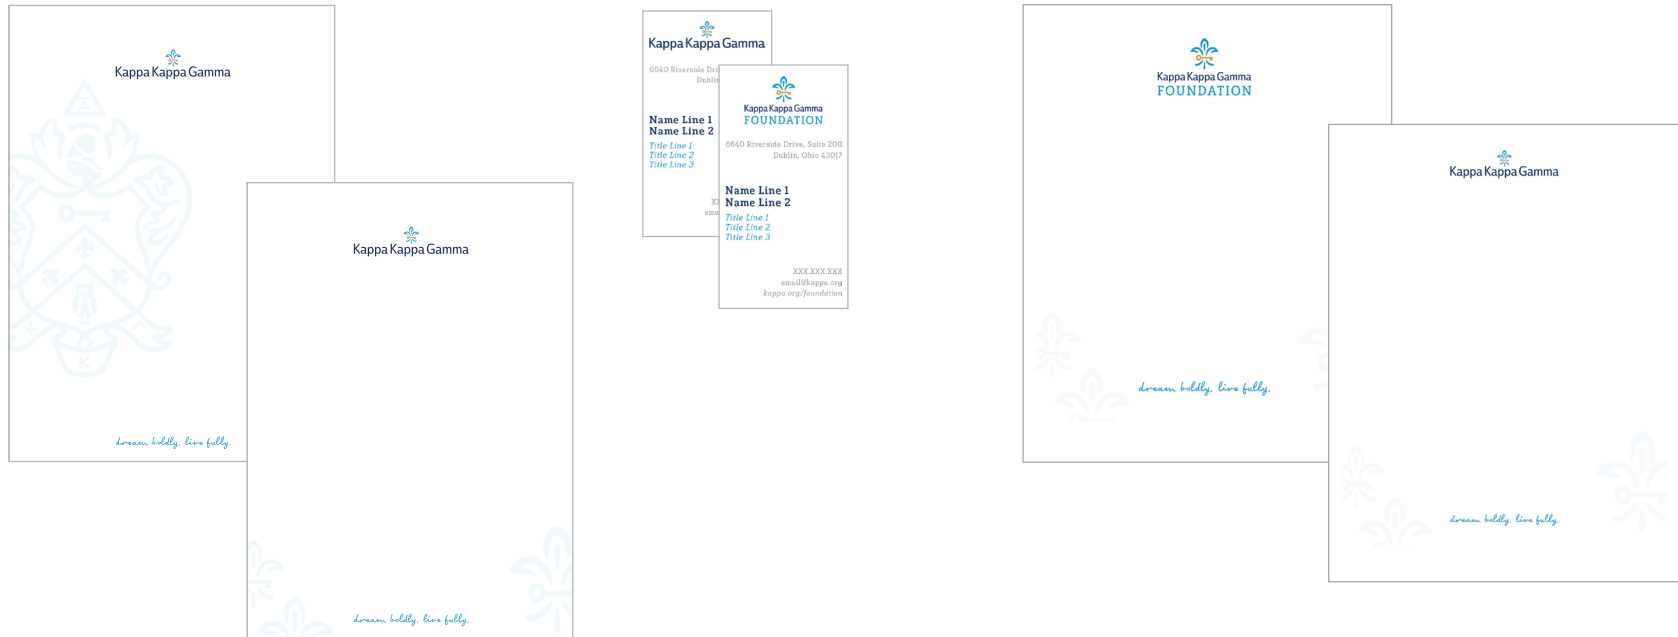 Kappa Kappa Gamma
dream boldly. live fully.
Kappa Kappa Gamma
dream boldly. live fully.
Kappa Kappa Gamma
6640 Riverside
Name Line 1
Name Line 2
Title Line 1
Title Line 2
Title Line 3
Kappa Kappa Gamma
FOUNDATION
6640 Riverside Drive, Suite 200
Dublin, Ohio 43017
Name Line 1
Name Line 2
Title Line 1
Title Line 2
Title Line 3
XXX.XXX.XXX
email@kappa.org
kappa.org/foundation
Kappa Kappa Gamma
FOUNDATION
dream boldly. live fully.
Kappa Kappa Gamma
dream boldly. live fully.